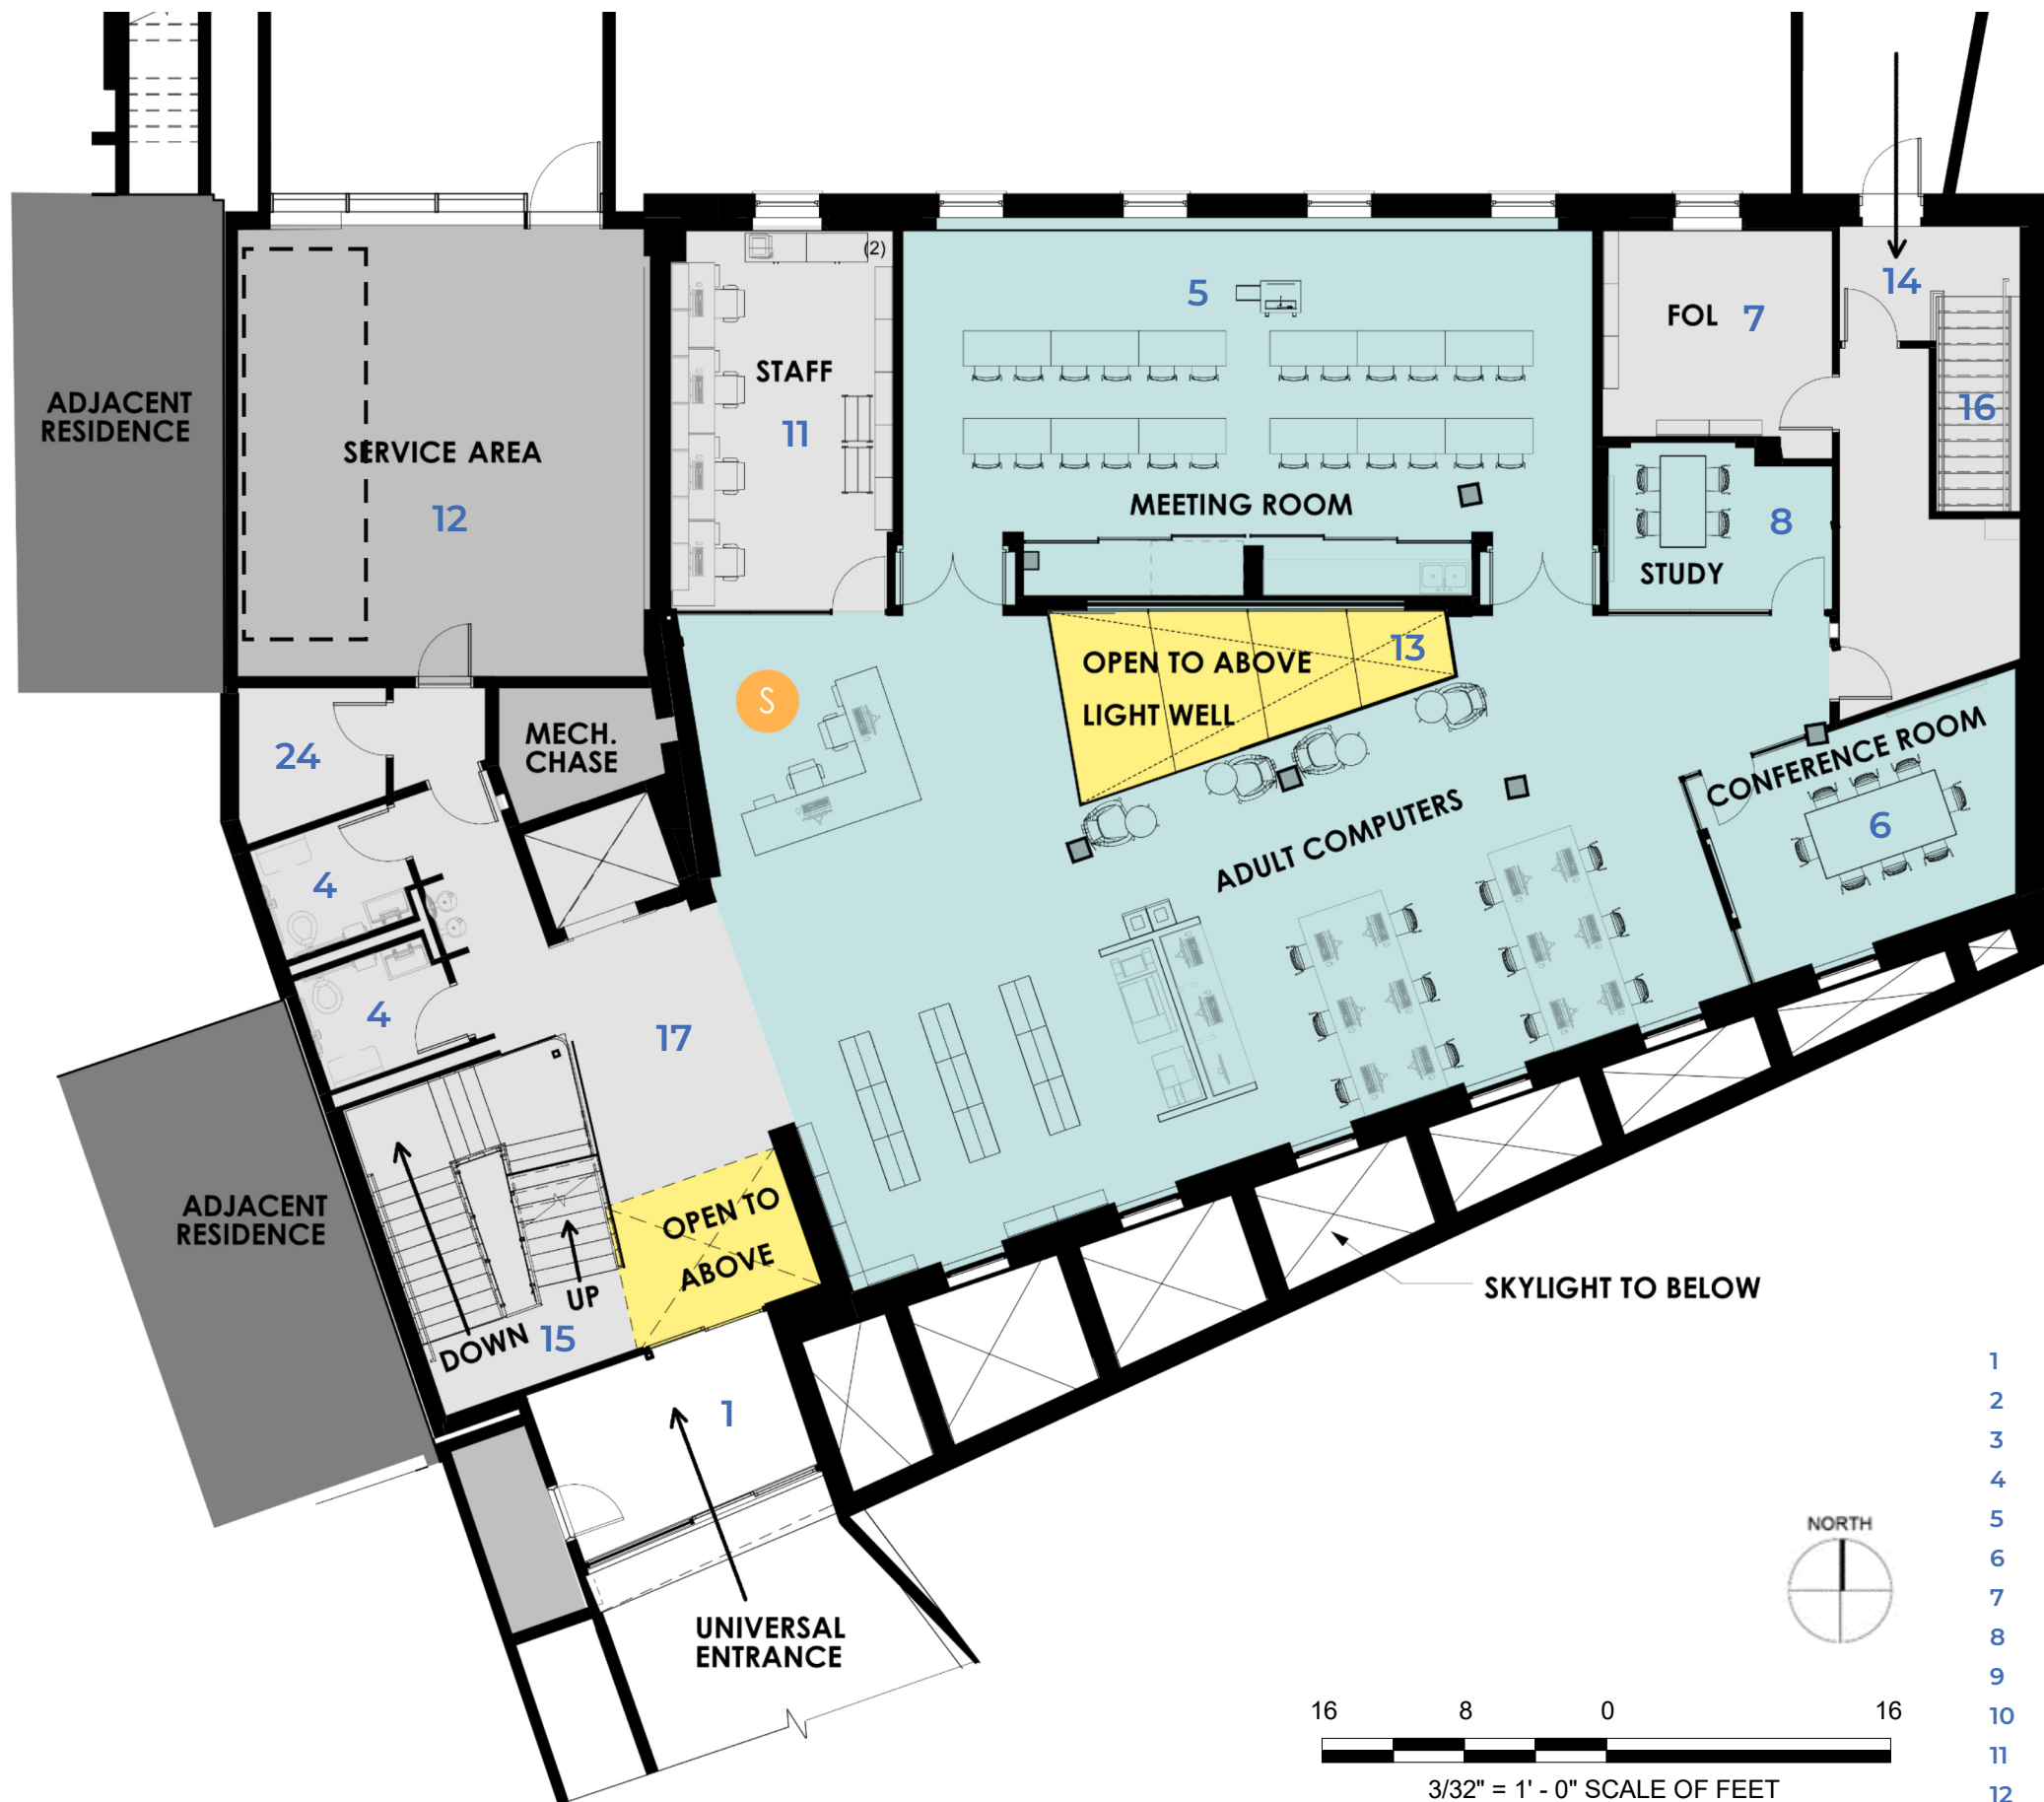 (2)
5
14
FOL 7
STAFF
11
ADJACENT
RESIDENCE
SERVICE AREA
12
16
MEETING ROOM
8
STUDY
13
OPEN TO ABOVE
LIGHT WELL
S
MECH.
CHASE
24
CONFERENCE ROOM
6
ADULT COMPUTERS
4
4
17
ADJACENT
RESIDENCE
OPEN TO
ABOVE
UP
DOWN 15
SKYLIGHT TO BELOW
1
UNIVERSAL
ENTRANCE
NORTH
16 8 0 16
3/32" = 1' - 0" SCALE OF FEET
1
2
3
4
5
6
7
8
9
10
11
12